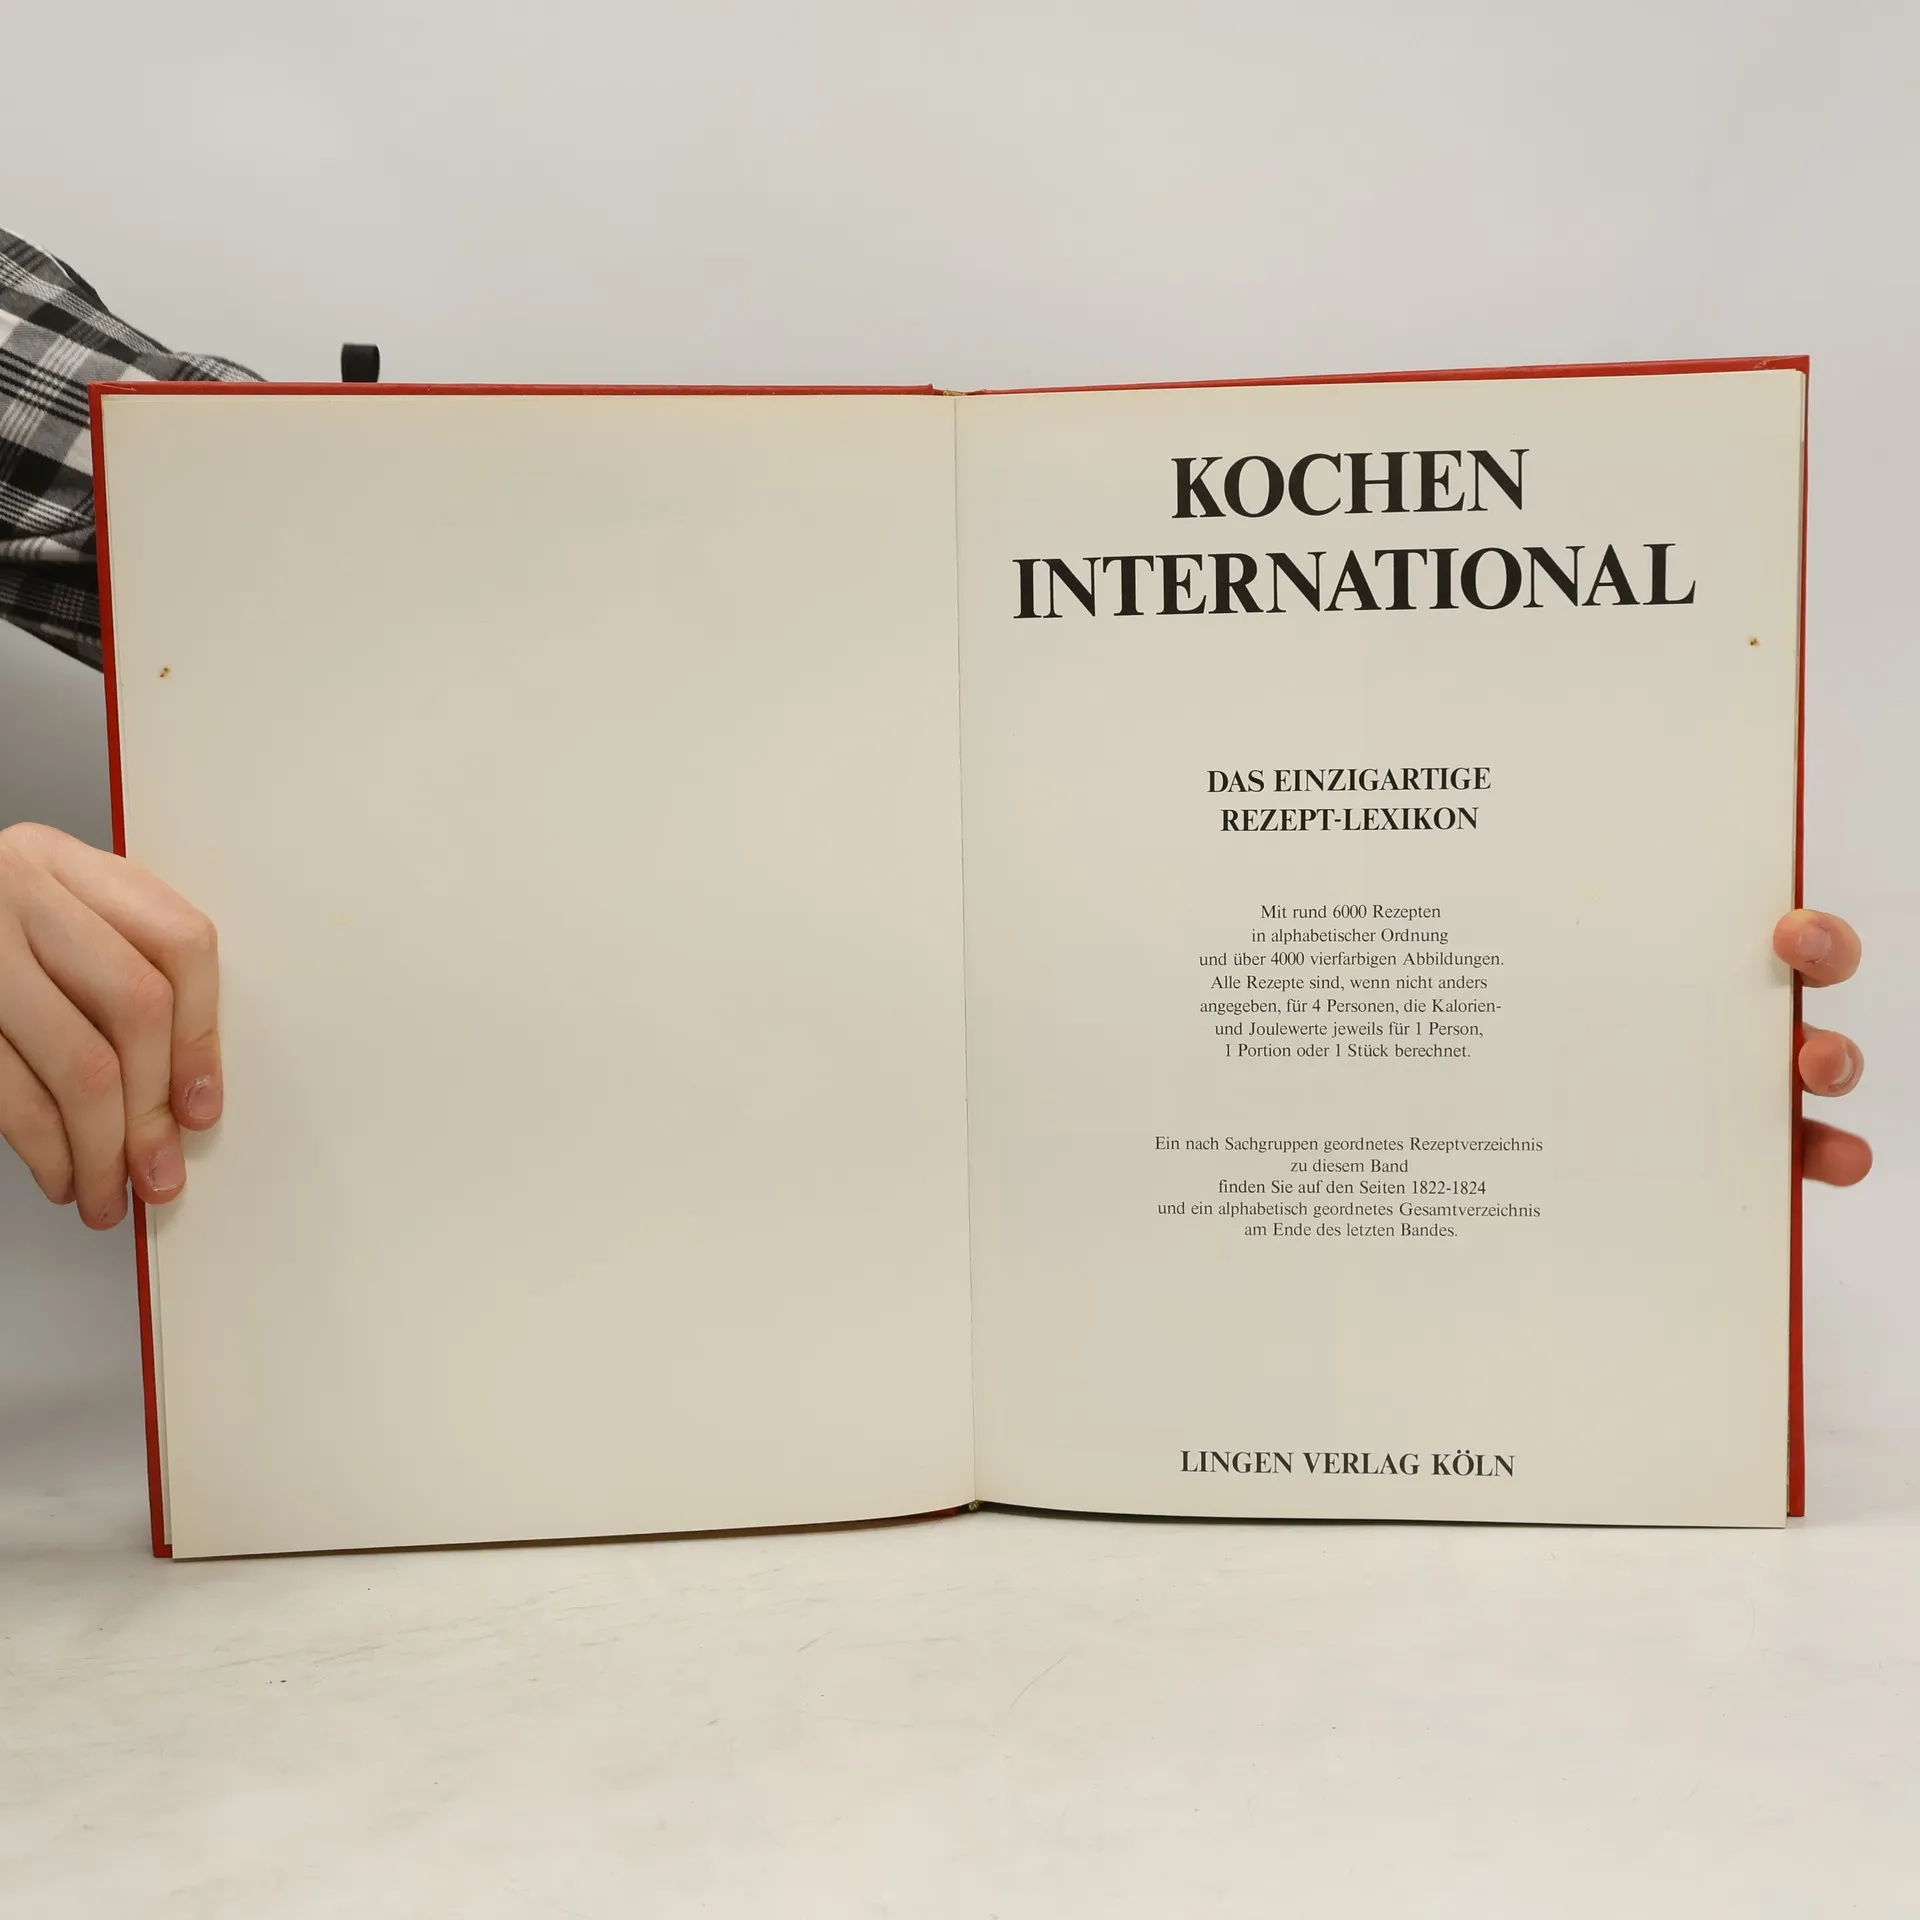 KOCHEN
INTERNATIONAL
DAS EINZIGARTIGE
REZEPT-LEXIKON
Mit rund 6000 Rezepten
in alphabetischer Ordnung
und über 4000 vierfarbigen Abbildungen.
Alle Rezepte sind, wenn nicht anders
angegeben, für 4 Personen, die Kalorien-
und Joulewerte jeweils für 1 Person,
1 Portion oder 1 Stück berechnet.
Ein nach Sachgruppen geordnetes Rezeptverzeichnis
zu diesem Band
finden Sie auf den Seiten 1822-1824
und ein alphabetisch geordnetes Gesamtverzeichnis
am Ende des letzten Bandes.
LINGEN VERLAG KÖLN